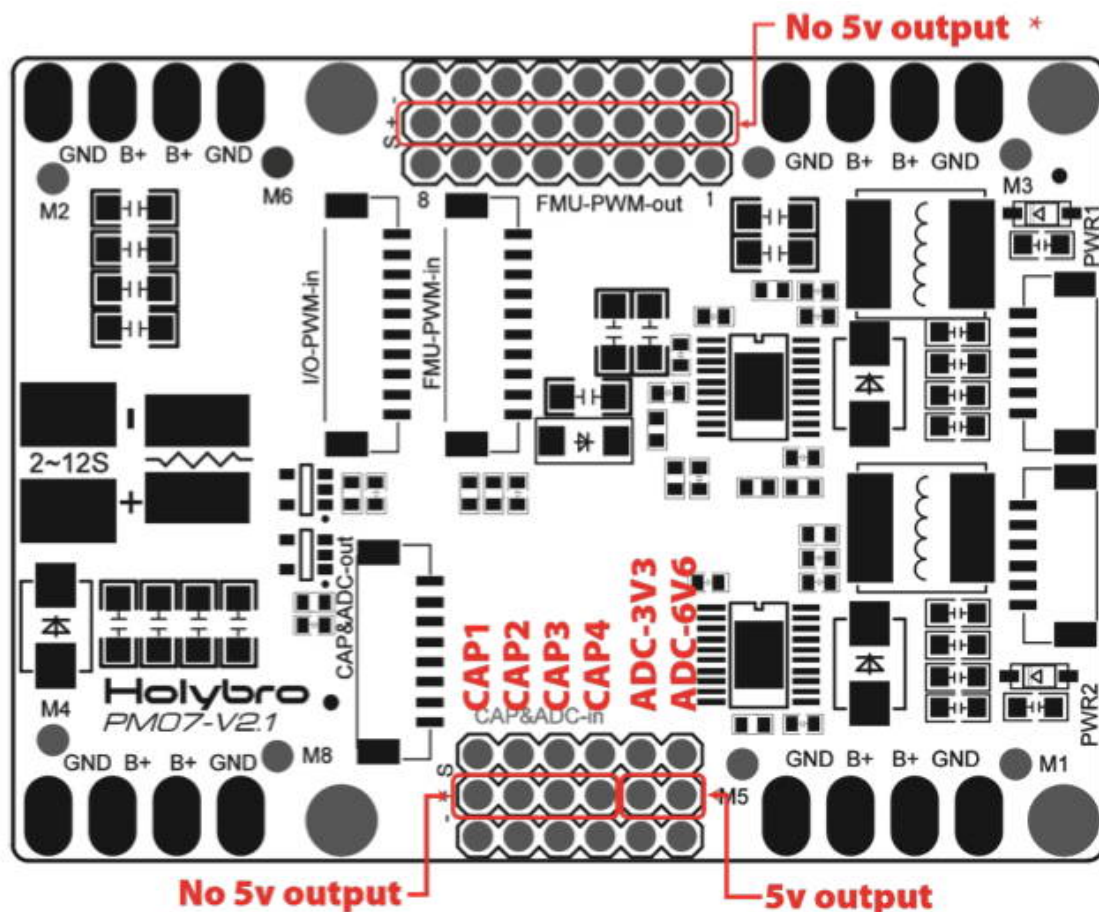 No 5v output *
GND B+ B+ GND
GND B+ B+ GND
S + -
M2
M6
8 FMU-PWM-out 1
M3
PWR1
I/O-PWM-in
FMU-PWM-in
-
2~12S
+
CAP&ADC-out
CAP1
CAP2
CAP3
CAP4
ADC-3V3
ADC-6V6
CAP&ADC-in
Holybro
PM07-V2.1
M4
M8
S + -
M5
M1
PWR2
GND B+ B+ GND
GND B+ B+ GND
No 5v output
5v output